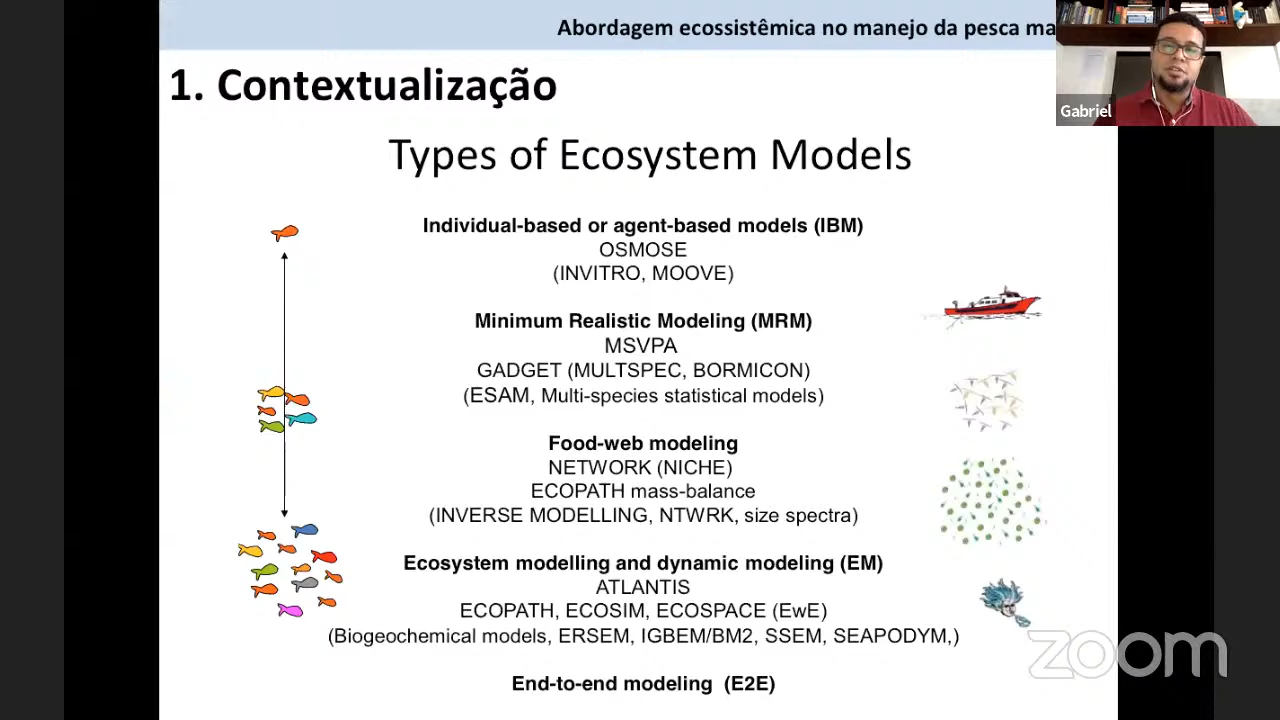 Abordagem ecossistêmica no manejo da pesca ma
Gabriel
1. Contextualização
Types of Ecosystem Models
Individual-based or agent-based models (IBM)
OSMOSE
(INVITRO, MOOVE)
Minimum Realistic Modeling (MRM)
MSVPA
GADGET (MULTSPEC, BORMICON)
(ESAM, Multi-species statistical models)
Food-web modeling
NETWORK (NICHE)
ECOPATH mass-balance
(INVERSE MODELLING, NTWRK, size spectra)
Ecosystem modelling and dynamic modeling (EM)
ATLANTIS
ECOPATH, ECOSIM, ECOSPACE (EwE)
(Biogeochemical models, ERSEM, IGBEM/BM2, SSEM, SEAPODYM,)
End-to-end modeling (E2E)
zoom